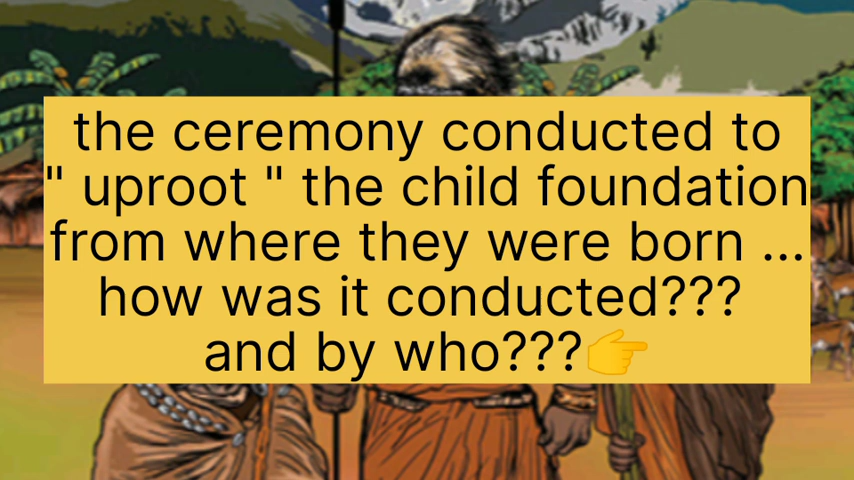 the ceremony conducted to
" uproot " the child foundation
from where they were born ...
how was it conducted???
and by who???👉